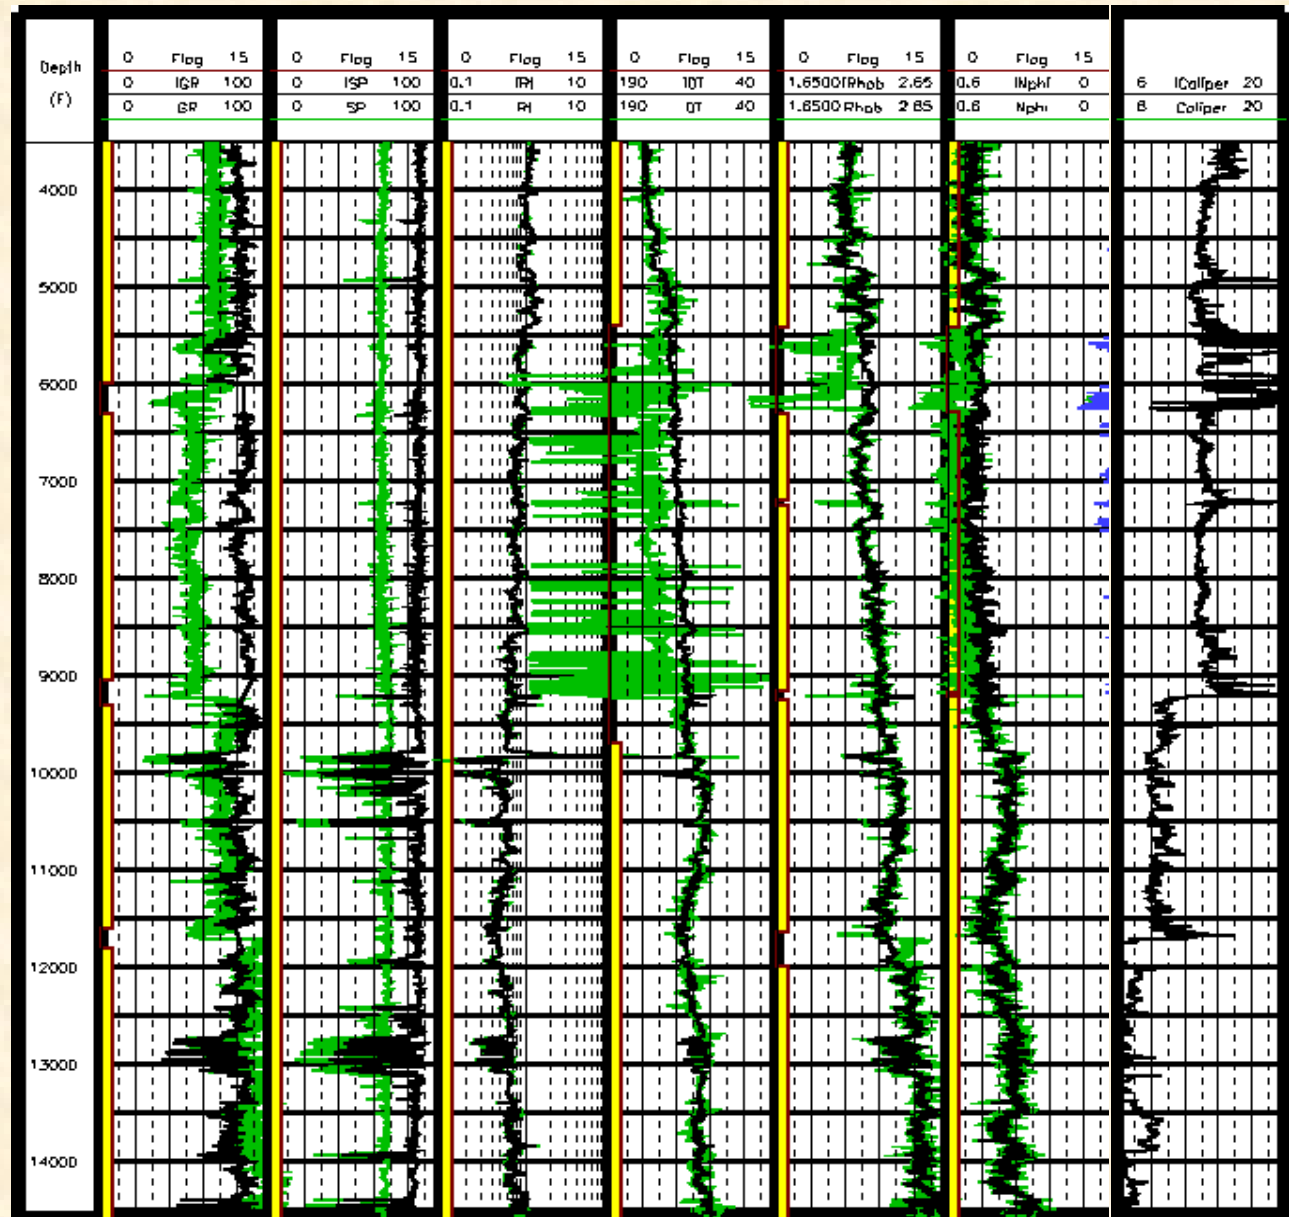 Depth
(F)
0 Flag 15 0 Flag 15 0 Flag 15 0 Flag 15 0 Flag 15 0 Flag 15
0 IGR 100 0 ISP 100 0.1 IRI 10 190 IDT 40 1.6500 IRhob 2.65 0.6 INphi 0 6 ICaliper 20
0 GR 100 0 SP 100 0.1 RI 10 190 DT 40 1.6500 Rhob 2.65 0.6 Nphi 0 6 Caliper 20
4000
5000
6000
7000
8000
9000
10000
11000
12000
13000
14000